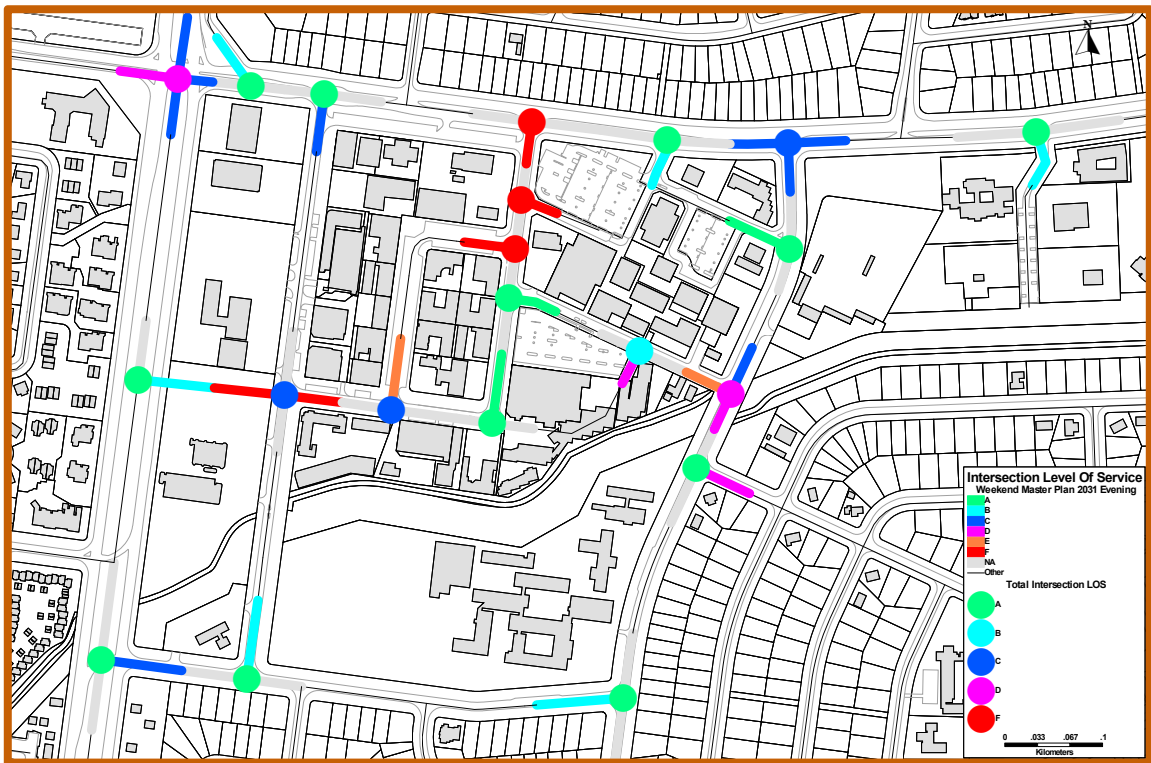 N
Intersection Level Of Service
Weekend Master Plan 2031 Evening
A
B
C
D
E
F
NA
Other
Total Intersection LOS
A
B
C
D
F
0 .033 .067 .1
Kilometers